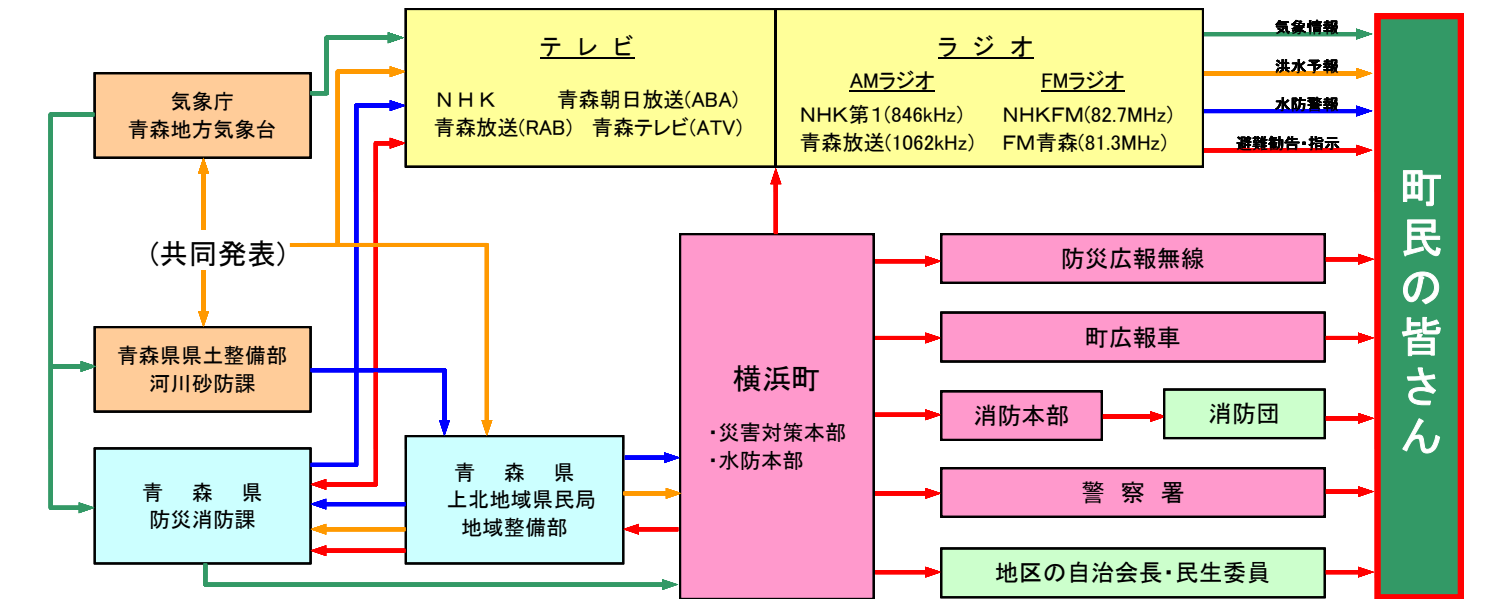 テレビ
NHK 青森朝日放送(ABA)
青森放送(RAB) 青森テレビ(ATV)
ラジオ
AMラジオ FMラジオ
NHK第1(846kHz) NHKFM(82.7MHz)
青森放送(1062kHz) FM青森(81.3MHz)
気象情報
洪水予報
水防警報
避難勧告・指示
町民の皆さん
気象庁
青森地方気象台
(共同発表)
青森県県土整備部
河川砂防課
青森県
防災消防課
青森県
上北地域県民局
地域整備部
横浜町
・災害対策本部
・水防本部
防災広報無線
町広報車
消防本部
消防団
警察署
地区の自治会長・民生委員